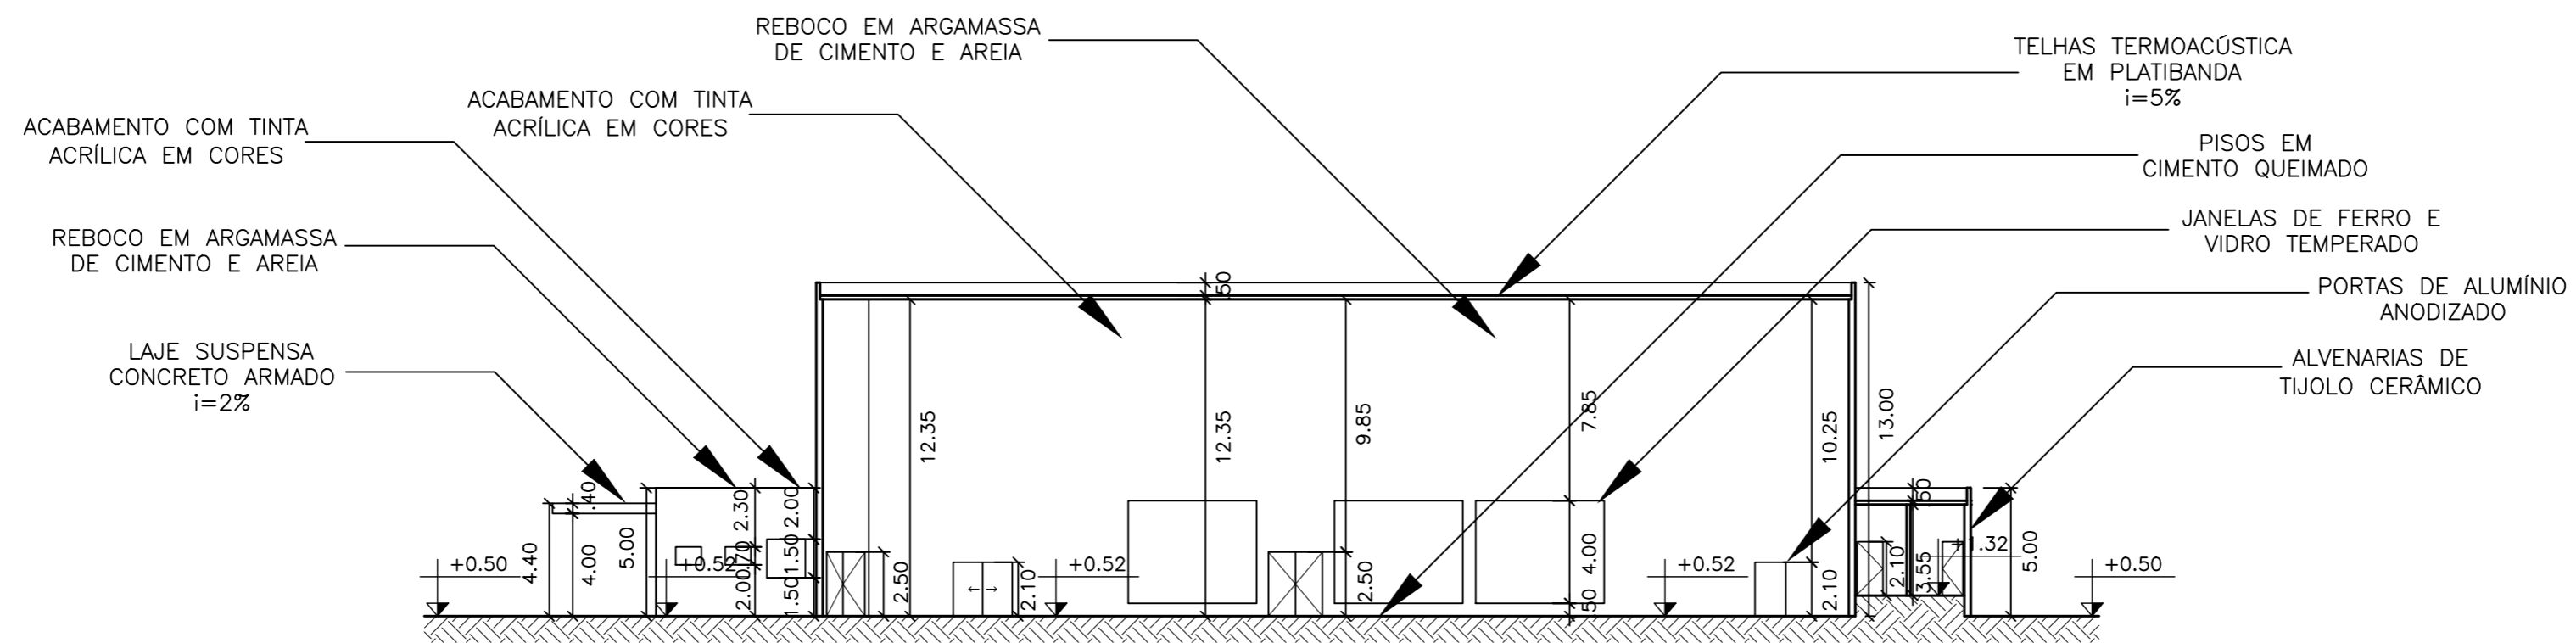 REBOCO EM ARGAMASSA
DE CIMENTO E AREIA
TELHAS TERMOACÚSTICA
EM PLATIBANDA
i=5%
ACABAMENTO COM TINTA
ACRÍLICA EM CORES
ACABAMENTO COM TINTA
ACRÍLICA EM CORES
PISOS EM
CIMENTO QUEIMADO
REBOCO EM ARGAMASSA
DE CIMENTO E AREIA
JANELAS DE FERRO E
VIDRO TEMPERADO
PORTAS DE ALUMÍNIO
ANODIZADO
LAJE SUSPENSA
CONCRETO ARMADO
i=2%
ALVENARIAS DE
TIJOLO CERÂMICO
+0.50
4.40
.40
4.00
5.00
+0.52
2.30
.70
2.00
2.00
1.50
1.50
2.50
12.35
2.10
+0.52
.50
12.35
9.85
2.50
7.85
4.00
.50
+0.52
10.25
2.10
13.00
2.10
.50
3.55
+1.32
5.00
+0.50